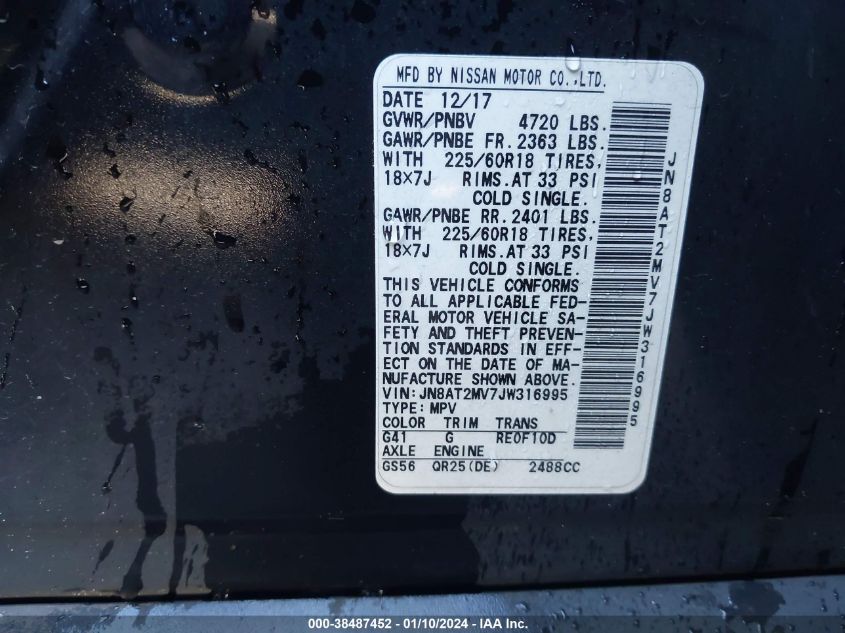 MFD BY NISSAN MOTOR CO.,LTD.
DATE 12/17
GVWR/PNBV 4720 LBS.
GAWR/PNBE FR. 2363 LBS.
WITH 225/60R18 TIRES.
18×7J RIMS. AT 33 PSI
COLD SINGLE.
GAWR/PNBE RR. 2401 LBS.
WITH 225/60R18 TIRES.
18×7J RIMS. AT 33 PSI
COLD SINGLE.
THIS VEHICLE CONFORMS
TO ALL APPLICABLE FED-
ERAL MOTOR VEHICLE SA-
FETY AND THEFT PREVEN-
TION STANDARDS IN EFF-
ECT ON THE DATE OF MA-
NUFACTURE SHOWN ABOVE.
VIN: JN8AT2MV7JW316995
TYPE: MPV
COLOR TRIM TRANS
G41 G RE0F10D
AXLE ENGINE
GS56 QR25(DE) 2488CC
JN8AT2MV7JW316995
000-38487452 - 01/10/2024 - IAA, Inc.